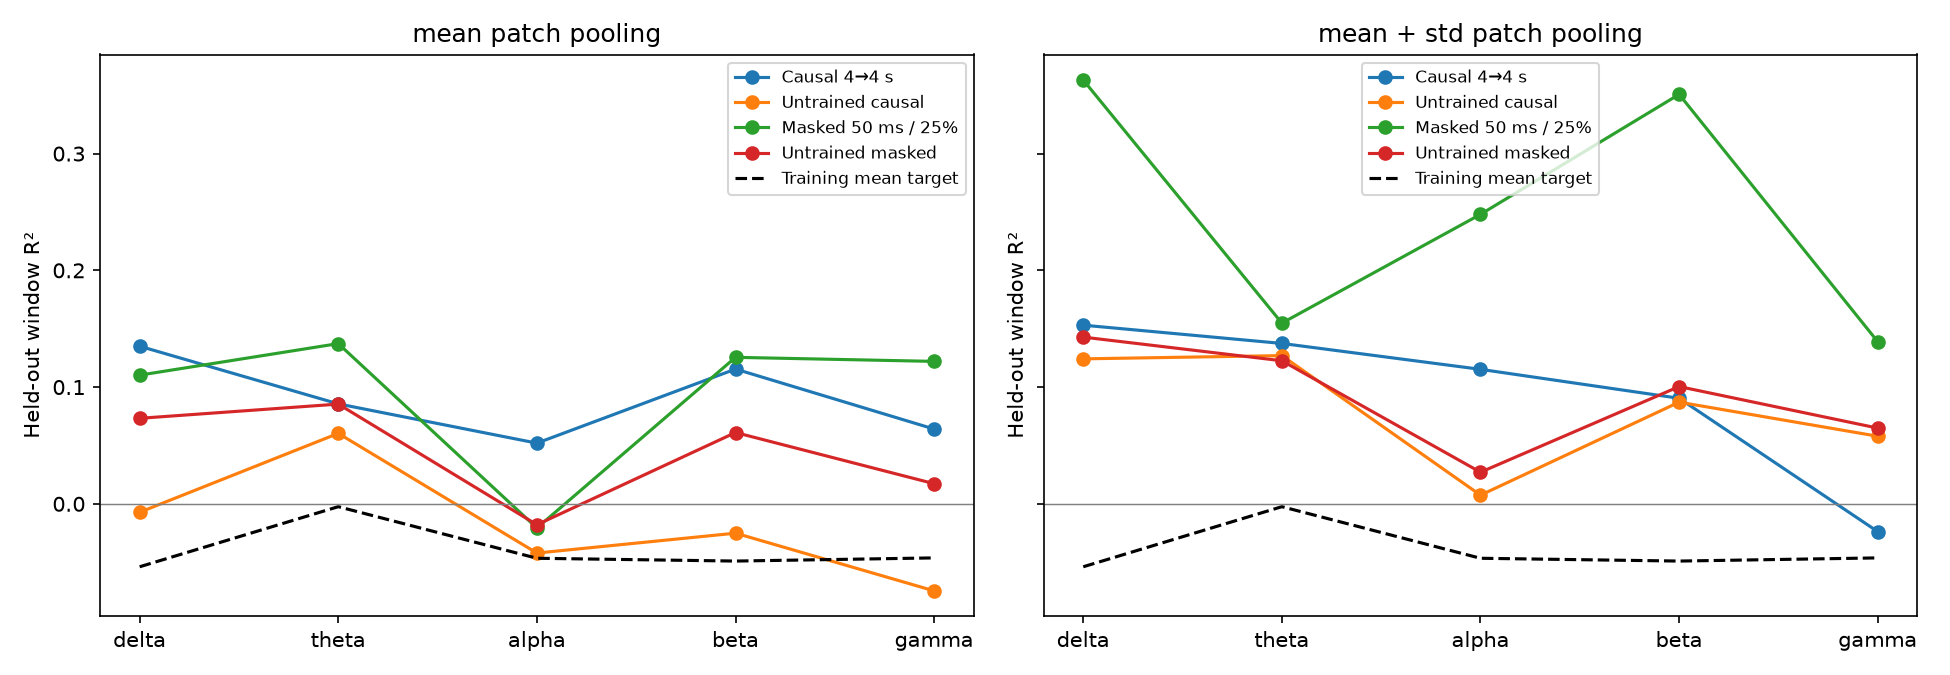 mean patch pooling
Held-out window R²
0.3
0.2
0.1
0.0
Causal 4→4 s
Untrained causal
Masked 50 ms / 25%
Untrained masked
Training mean target
delta
theta
alpha
beta
gamma
mean + std patch pooling
Held-out window R²
Causal 4→4 s
Untrained causal
Masked 50 ms / 25%
Untrained masked
Training mean target
delta
theta
alpha
beta
gamma